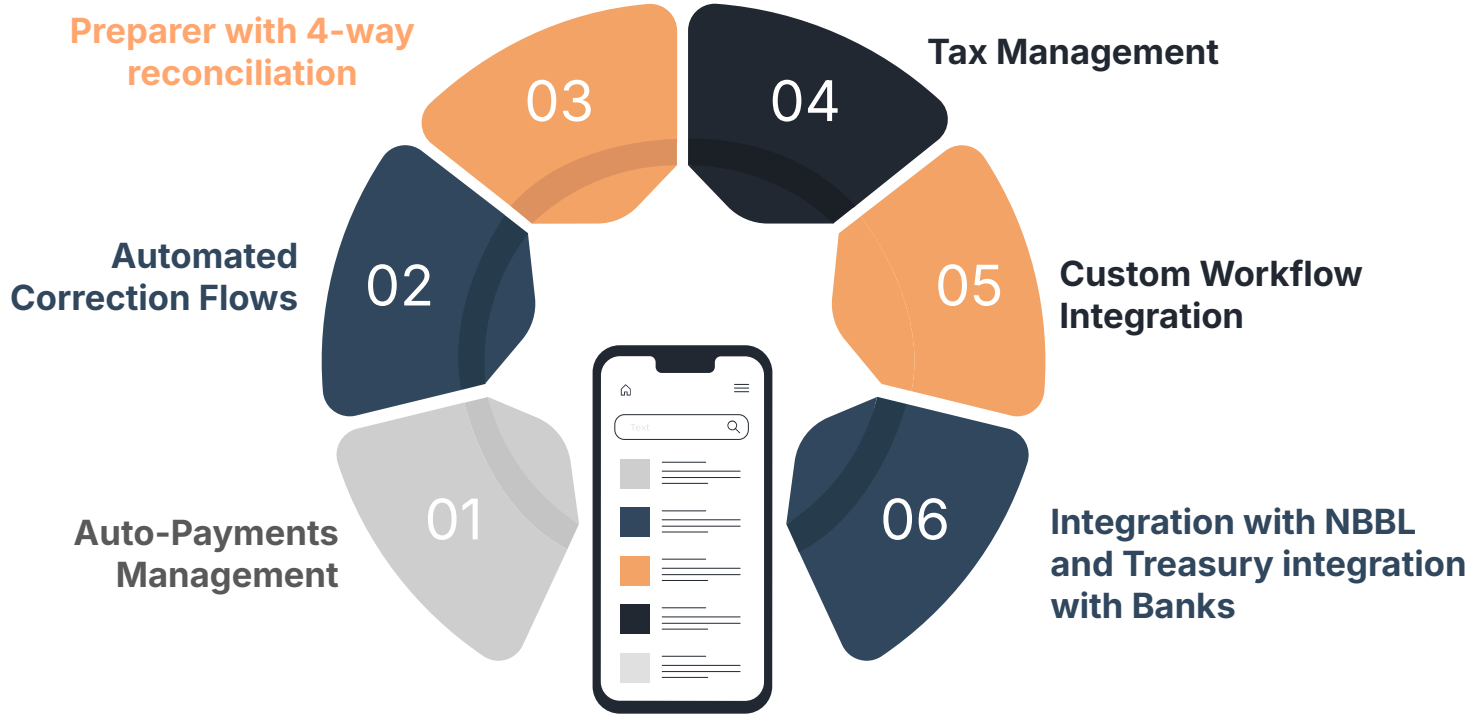 Preparer with 4-way
reconciliation
03
04
Tax Management
Automated
Correction Flows
02
05
Custom Workflow
Integration
Text
Auto-Payments
Management
01
06
Integration with NBBL
and Treasury integration
with Banks